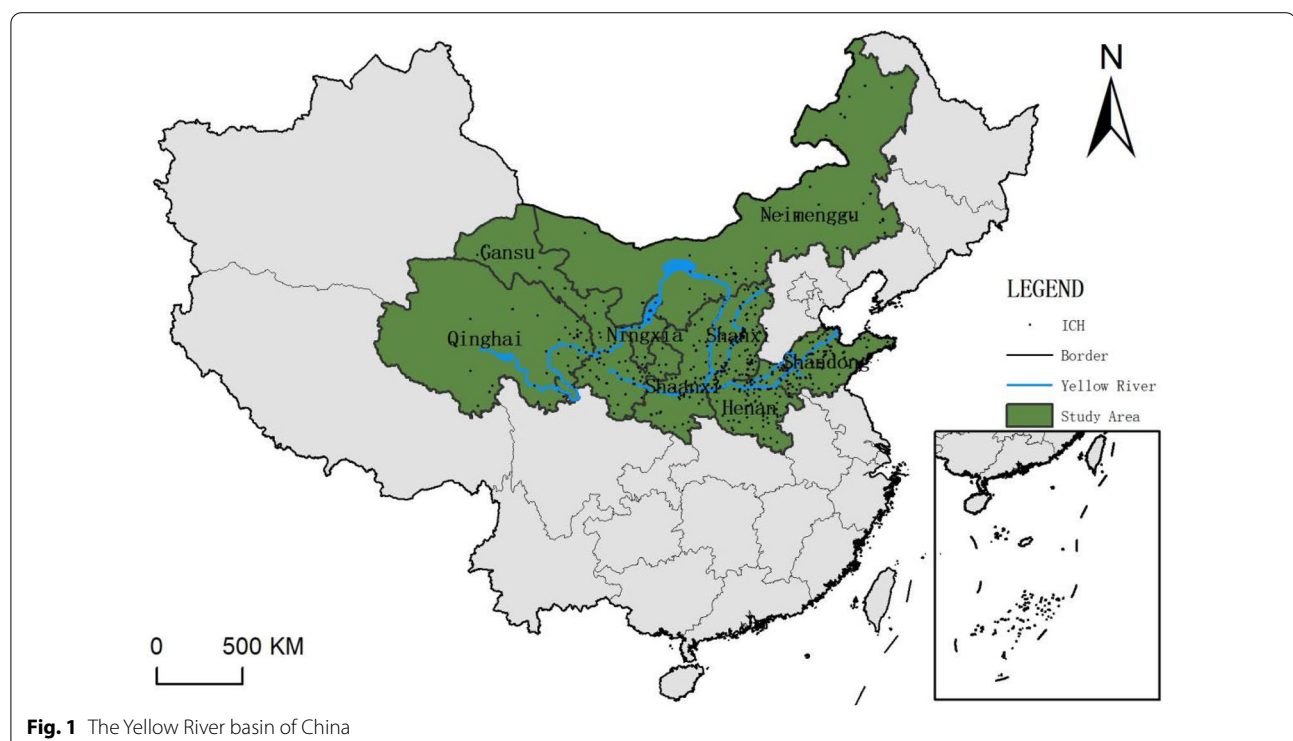 N
Neimenggu
Gansu
Qinghai
Ningxia
Shanxi
Shandong
Shaanxi
Henan
LEGEND
ICH
Border
Yellow River
Study Area
0 500 KM
Fig. 1 The Yellow River basin of China